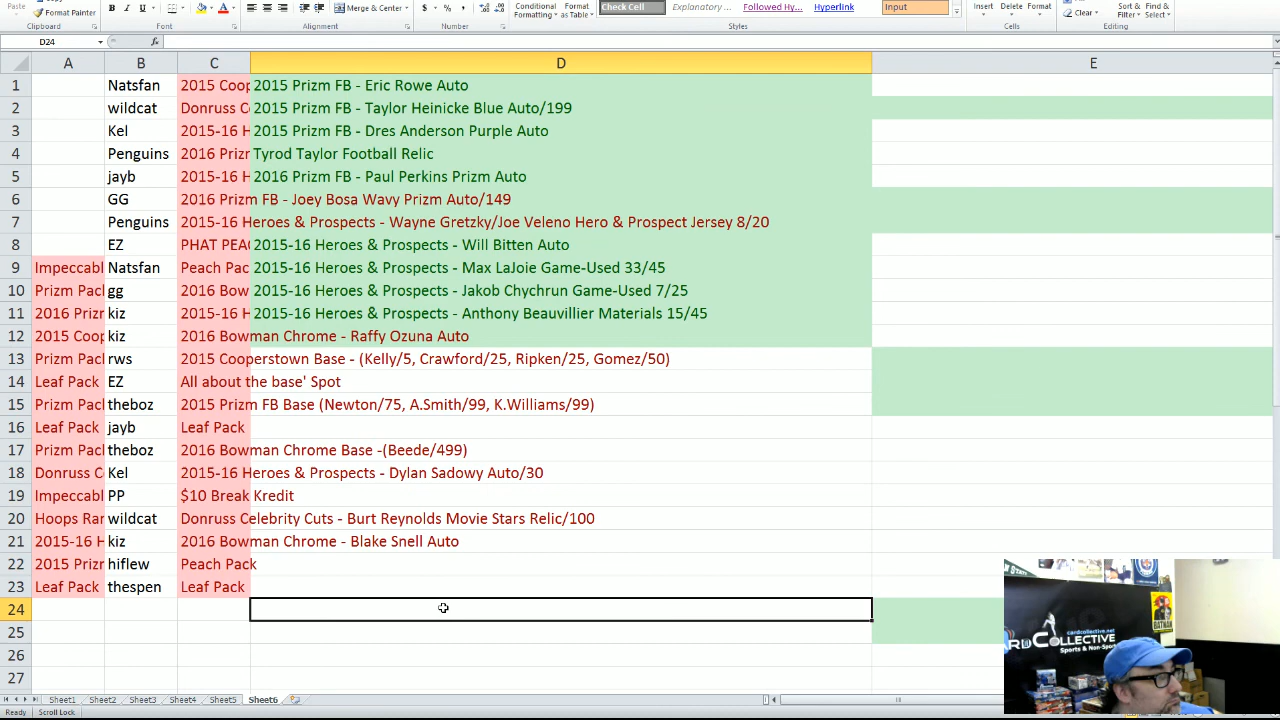 Paste
Format Painter
Clipboard
B I U
Font
Merge & Center
Alignment
$ % ,
Number
Conditional
Formatting
Format
as Table
Check Cell
Explanatory ...
Followed Hy...
Hyperlink
Input
Styles
Insert Delete Format
Cells
Clear
Sort &
Filter
Find &
Select
Editing
D24 fx
A B C D E
1 Natsfan 2015 Coop 2015 Prizm FB - Eric Rowe Auto
2 wildcat Donruss C 2015 Prizm FB - Taylor Heinicke Blue Auto/199
3 Kel 2015-16 H 2015 Prizm FB - Dres Anderson Purple Auto
4 Penguins 2016 Prizm Tyrod Taylor Football Relic
5 jayb 2015-16 H 2016 Prizm FB - Paul Perkins Prizm Auto
6 GG 2016 Prizm FB - Joey Bosa Wavy Prizm Auto/149
7 Penguins 2015-16 Heroes & Prospects - Wayne Gretzky/Joe Veleno Hero & Prospect Jersey 8/20
8 EZ PHAT PEA 2015-16 Heroes & Prospects - Will Bitten Auto
9 Impeccabl Natsfan Peach Pac 2015-16 Heroes & Prospects - Max LaJoie Game-Used 33/45
10 Prizm Pac gg 2016 Bow 2015-16 Heroes & Prospects - Jakob Chychrun Game-Used 7/25
11 2016 Prizr kiz 2015-16 H 2015-16 Heroes & Prospects - Anthony Beauvillier Materials 15/45
12 2015 Coop kiz 2016 Bowman Chrome - Raffy Ozuna Auto
13 Prizm Pac rws 2015 Cooperstown Base - (Kelly/5, Crawford/25, Ripken/25, Gomez/50)
14 Leaf Pack EZ All about the base' Spot
15 Prizm Pac theboz 2015 Prizm FB Base (Newton/75, A.Smith/99, K.Williams/99)
16 Leaf Pack jayb Leaf Pack
17 Prizm Pac theboz 2016 Bowman Chrome Base -(Beede/499)
18 Donruss C Kel 2015-16 Heroes & Prospects - Dylan Sadowy Auto/30
19 Impeccabl PP $10 Break Kredit
20 Hoops Ran wildcat Donruss Celebrity Cuts - Burt Reynolds Movie Stars Relic/100
21 2015-16 H kiz 2016 Bowman Chrome - Blake Snell Auto
22 2015 Prizr hiflew Peach Pack
23 Leaf Pack thespen Leaf Pack
24
25
26
27
cardcollective.net
ARDCOLLECTIVE
Sports & Non-Spor
Sheet1 Sheet2 Sheet3 Sheet4 Sheet5 Sheet6
Ready Scroll Lock